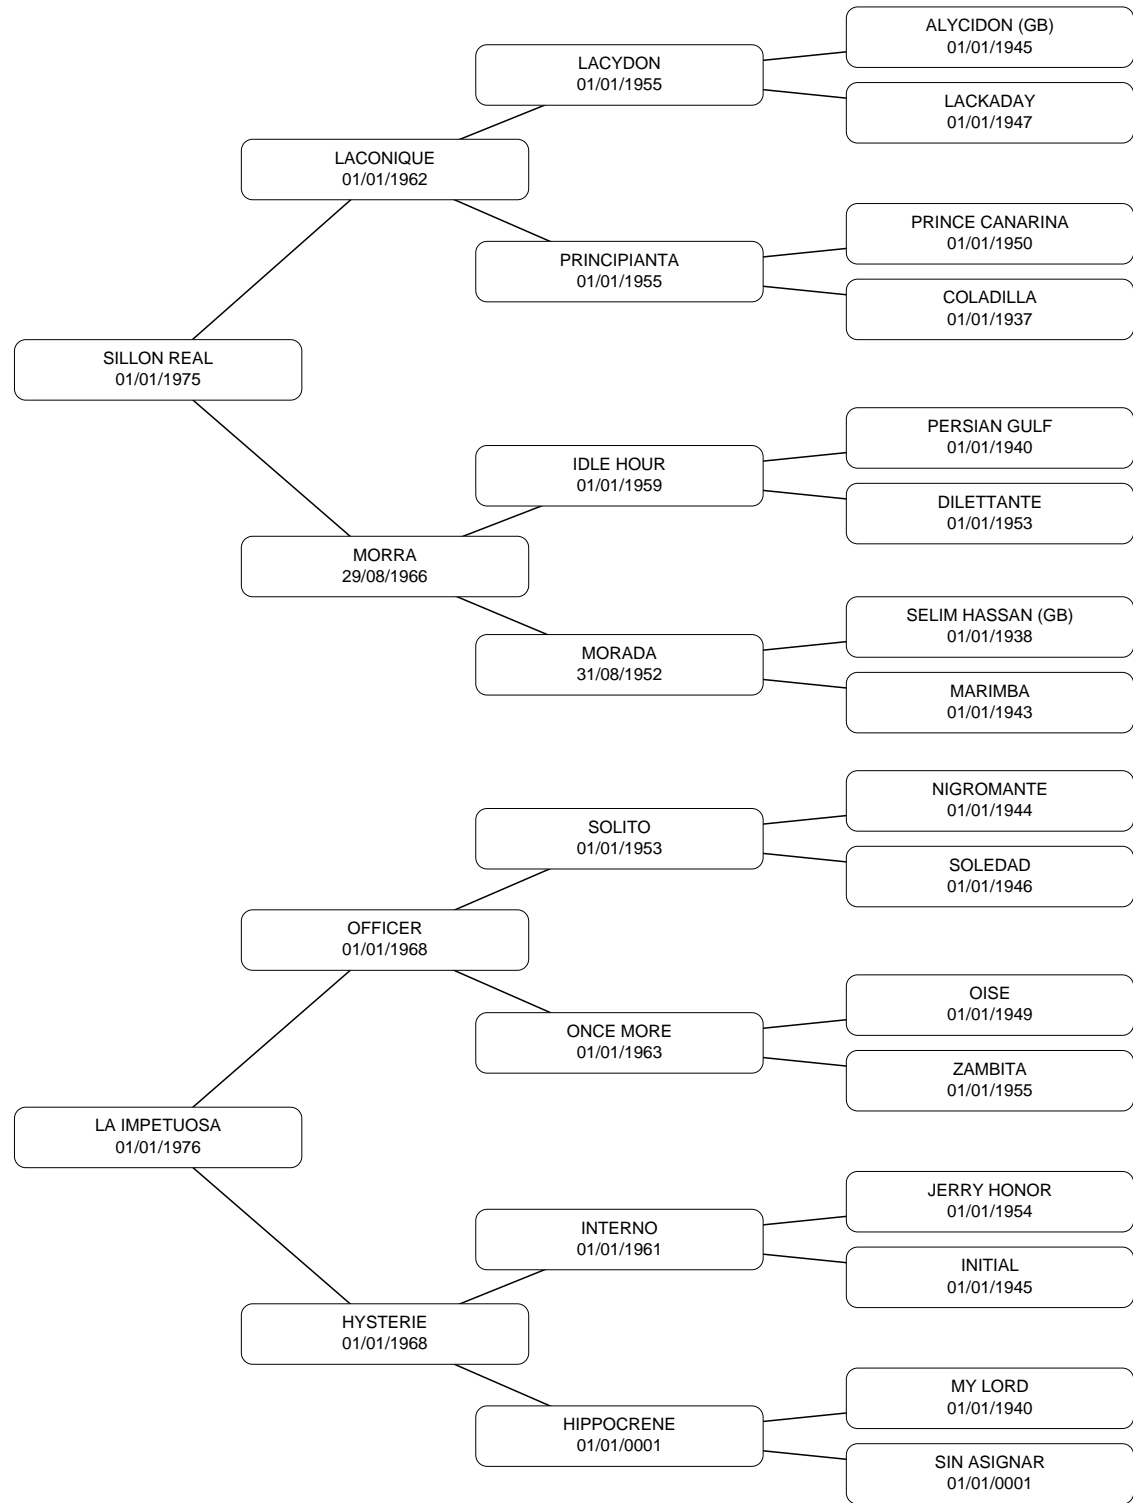 ALYCIDON (GB)
01/01/1945
LACYDON
01/01/1955
LACKADAY
01/01/1947
LACONIQUE
01/01/1962
PRINCE CANARINA
01/01/1950
PRINCIPIANTA
01/01/1955
COLADILLA
01/01/1937
SILLON REAL
01/01/1975
PERSIAN GULF
01/01/1940
IDLE HOUR
01/01/1959
DILETTANTE
01/01/1953
MORRA
29/08/1966
SELIM HASSAN (GB)
01/01/1938
MORADA
31/08/1952
MARIMBA
01/01/1943
NIGROMANTE
01/01/1944
SOLITO
01/01/1953
SOLEDAD
01/01/1946
OFFICER
01/01/1968
OISE
01/01/1949
ONCE MORE
01/01/1963
ZAMBITA
01/01/1955
LA IMPETUOSA
01/01/1976
JERRY HONOR
01/01/1954
INTERNO
01/01/1961
INITIAL
01/01/1945
HYSTERIE
01/01/1968
MY LORD
01/01/1940
HIPPOCRENE
01/01/0001
SIN ASIGNAR
01/01/0001